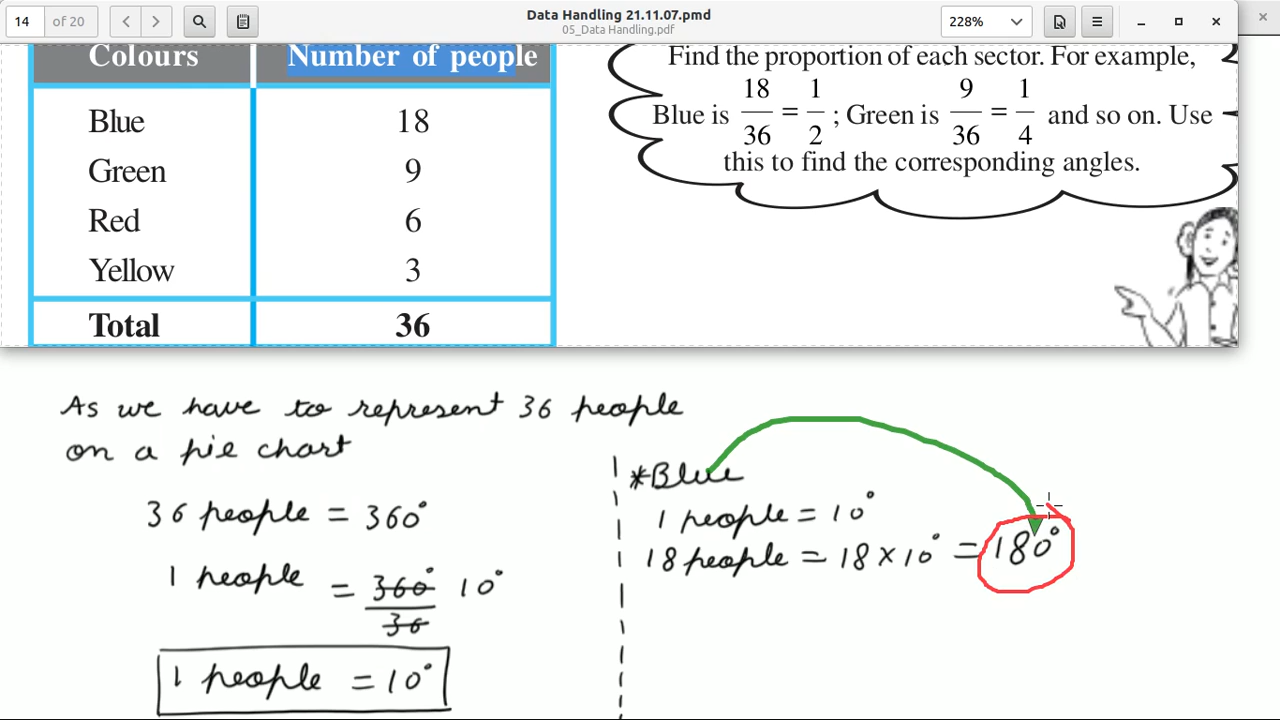 14 of 20
Data Handling 21.11.07.pmd
05_Data Handling.pdf
228%
Colours Number of people
Blue 18
Green 9
Red 6
Yellow 3
Total 36
Find the proportion of each sector. For example,
Blue is 18/36 = 1/2 ; Green is 9/36 = 1/4 and so on. Use
this to find the corresponding angles.
As we have to represent 36 people
on a pie chart
36 people = 360°
1 people = 360°/36 10°
1 people = 10°
*Blue
1 people = 10°
18 people = 18 × 10° = 180°